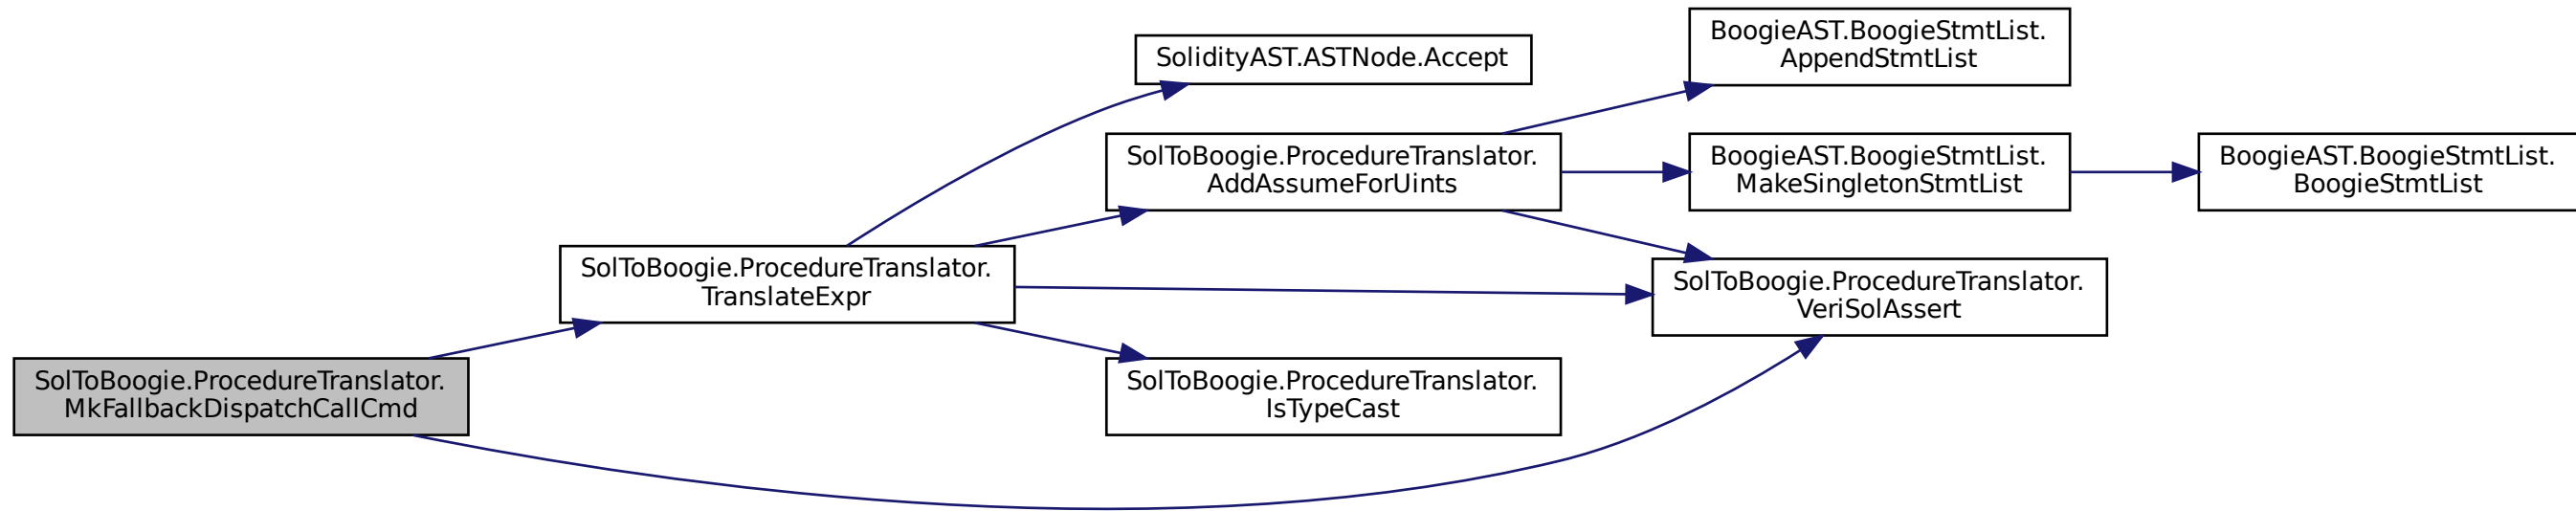 SolToBoogie.ProcedureTranslator.
MkFallbackDispatchCallCmd
SolToBoogie.ProcedureTranslator.
TranslateExpr
SolidityAST.ASTNode.Accept
SolToBoogie.ProcedureTranslator.
AddAssumeForUints
SolToBoogie.ProcedureTranslator.
IsTypeCast
BoogieAST.BoogieStmtList.
AppendStmtList
BoogieAST.BoogieStmtList.
MakeSingletonStmtList
SolToBoogie.ProcedureTranslator.
VeriSolAssert
BoogieAST.BoogieStmtList.
BoogieStmtList